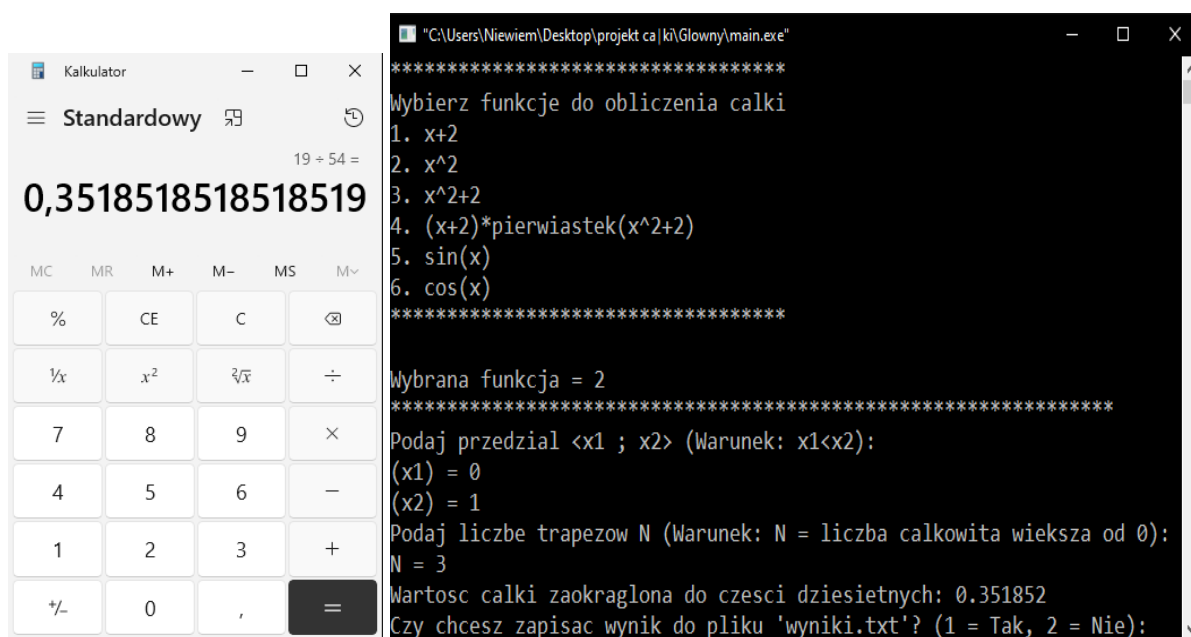 Kalkulator
Standardowy
19 ÷ 54 =
0,3518518518518519
MC MR M+ M− MS M
% CE C
¹/x x² ²√x ÷
7 8 9 ×
4 5 6 −
1 2 3 +
+/− 0 , =
"C:\Users\Niewiem\Desktop\projekt ca|ki\Glowny\main.exe"
***********************************
Wybierz funkcje do obliczenia calki
1. x+2
2. x^2
3. x^2+2
4. (x+2)*pierwiastek(x^2+2)
5. sin(x)
6. cos(x)
***********************************
Wybrana funkcja = 2
****************************************************************
Podaj przedzial <x1 ; x2> (Warunek: x1<x2):
(x1) = 0
(x2) = 1
Podaj liczbe trapezow N (Warunek: N = liczba calkowita wieksza od 0):
N = 3
Wartosc calki zaokraglona do czesci dziesietnych: 0.351852
Czy chcesz zapisac wynik do pliku 'wyniki.txt'? (1 = Tak, 2 = Nie):